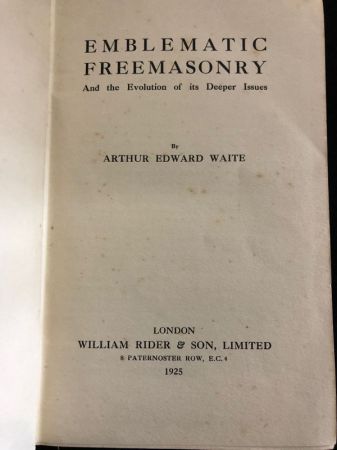 EMBLEMATIC
FREEMASONRY
And the Evolution of its Deeper Issues
By
ARTHUR EDWARD WAITE
LONDON
WILLIAM RIDER & SON, LIMITED
8 PATERNOSTER ROW, E.C. 4
1925